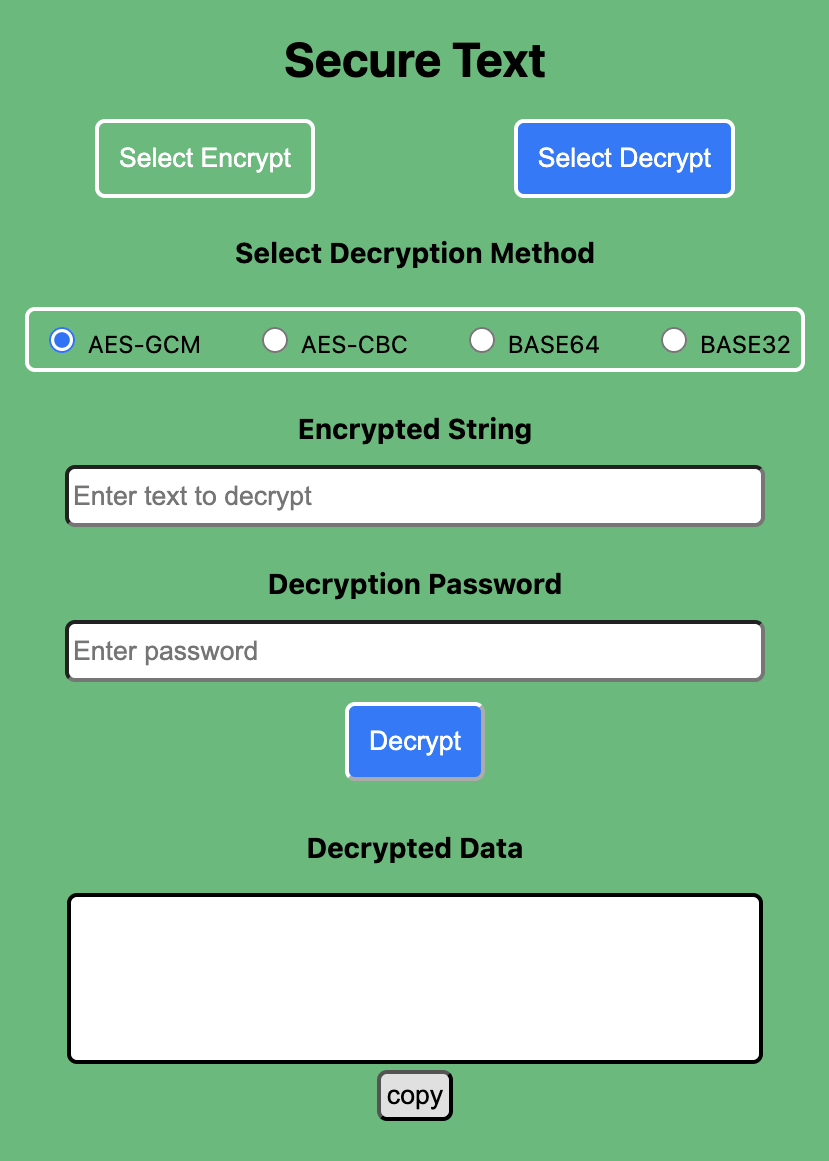 Secure Text
Select Encrypt Select Decrypt
Select Decryption Method
AES-GCM AES-CBC BASE64 BASE32
Encrypted String
Enter text to decrypt
Decryption Password
Enter password
Decrypt
Decrypted Data
copy